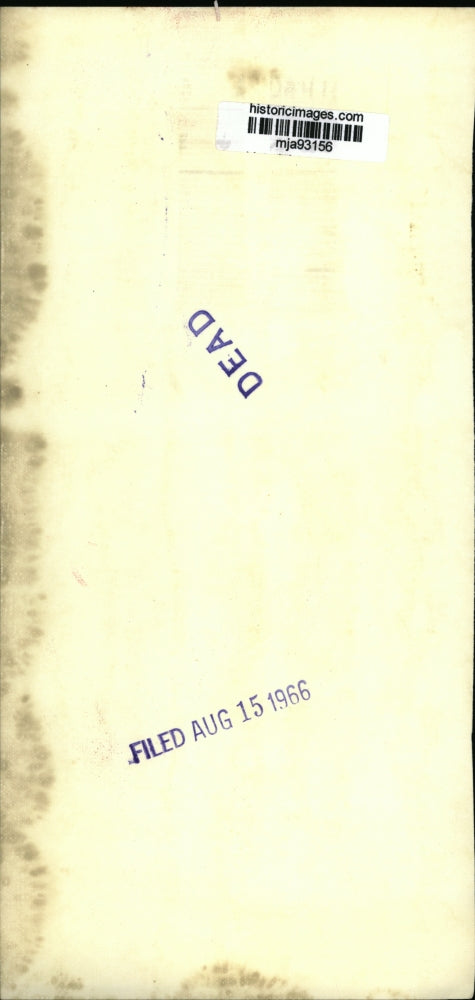 historicimages.com
mja93156
DEAD
FILED AUG 15 1966